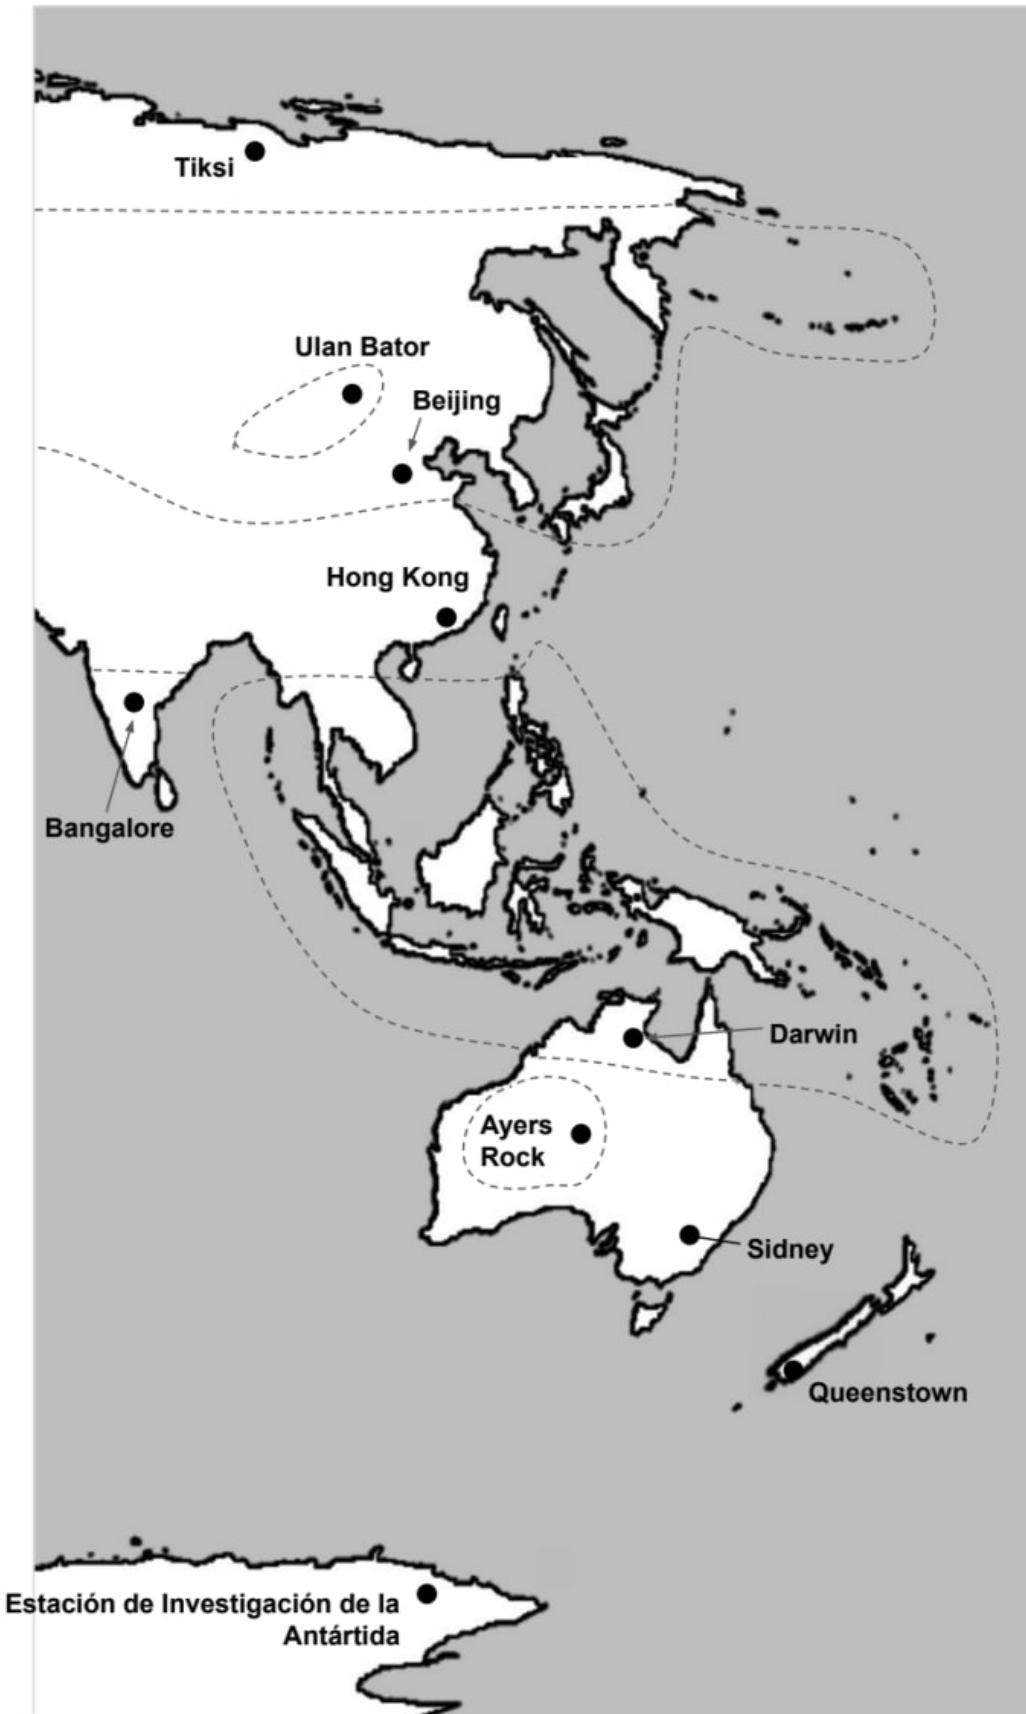 Tiksi
Ulan Bator
Beijing
Hong Kong
Bangalore
Darwin
Ayers
Rock
Sidney
Queenstown
Estación de Investigación de la
Antártida